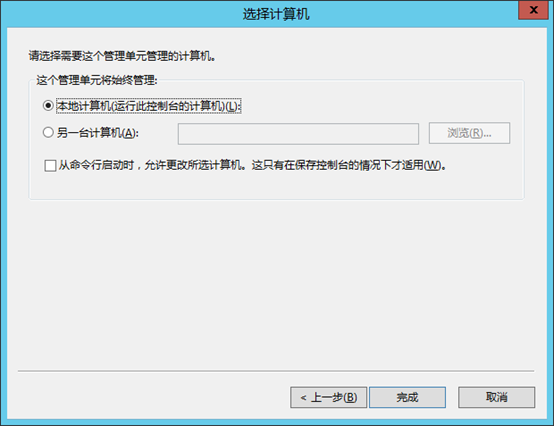 选择计算机
x
请选择需要这个管理单元管理的计算机。
这个管理单元将始终管理:
本地计算机(运行此控制台的计算机)(L):
另一台计算机(A):
浏览(R)...
从命令行启动时，允许更改所选计算机。这只有在保存控制台的情况下才适用(W)。
< 上一步(B)
完成
取消